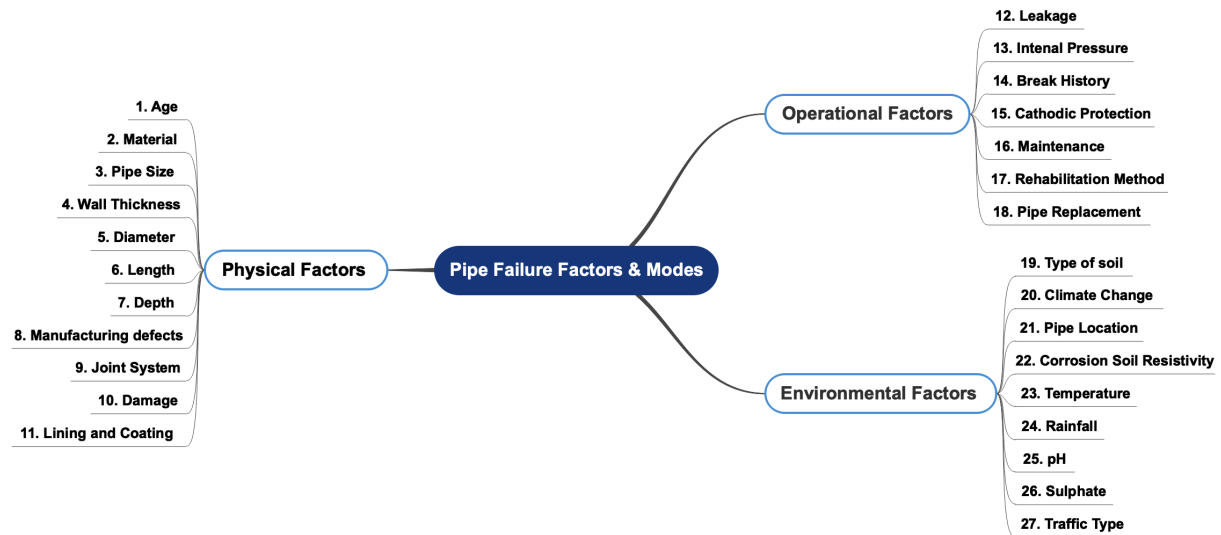 Pipe Failure Factors & Modes
Physical Factors
1. Age
2. Material
3. Pipe Size
4. Wall Thickness
5. Diameter
6. Length
7. Depth
8. Manufacturing defects
9. Joint System
10. Damage
11. Lining and Coating
Operational Factors
12. Leakage
13. Intenal Pressure
14. Break History
15. Cathodic Protection
16. Maintenance
17. Rehabilitation Method
18. Pipe Replacement
Environmental Factors
19. Type of soil
20. Climate Change
21. Pipe Location
22. Corrosion Soil Resistivity
23. Temperature
24. Rainfall
25. pH
26. Sulphate
27. Traffic Type